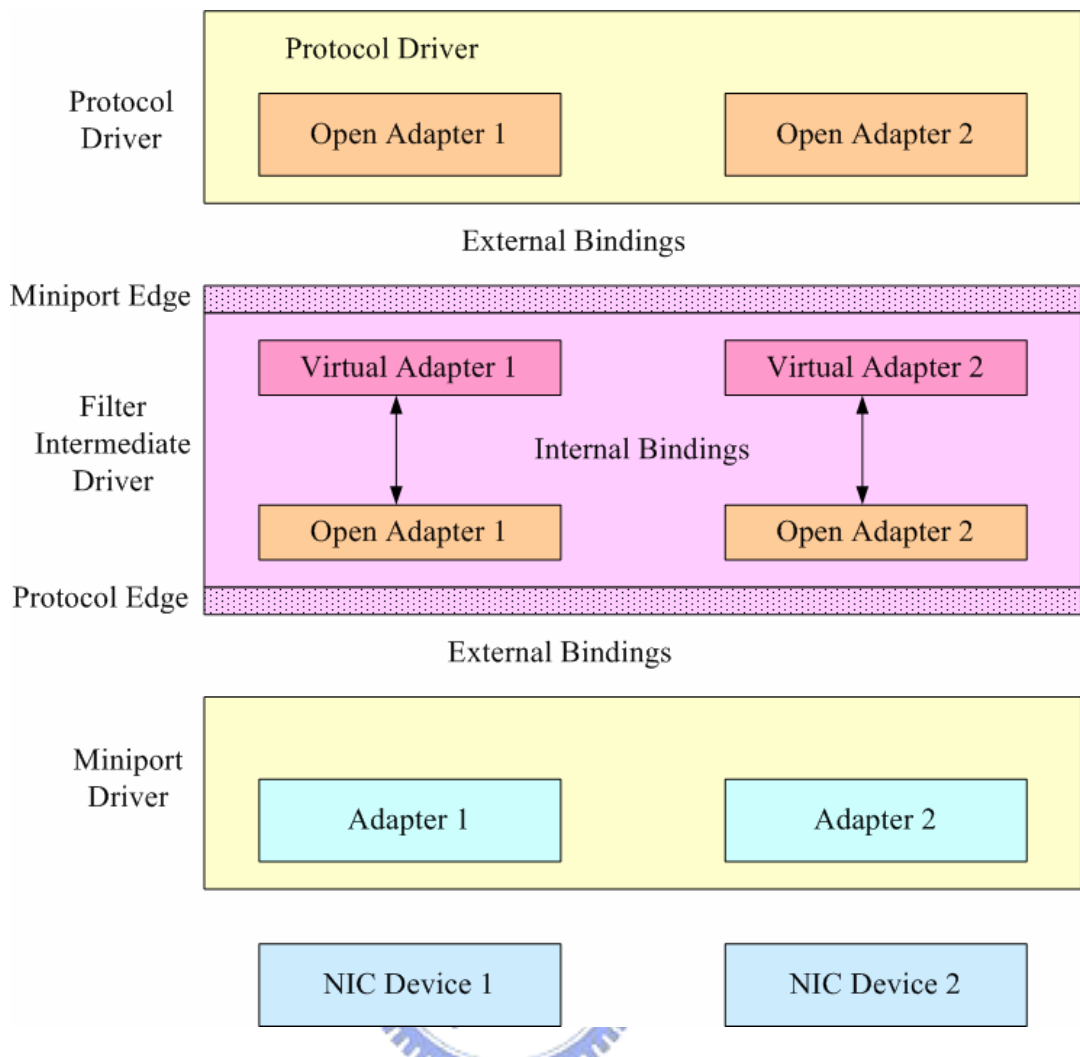 Protocol Driver
Protocol
Driver
Open Adapter 1
Open Adapter 2
External Bindings
Miniport Edge
Virtual Adapter 1
Virtual Adapter 2
Filter
Intermediate
Driver
Internal Bindings
Open Adapter 1
Open Adapter 2
Protocol Edge
External Bindings
Miniport
Driver
Adapter 1
Adapter 2
NIC Device 1
NIC Device 2